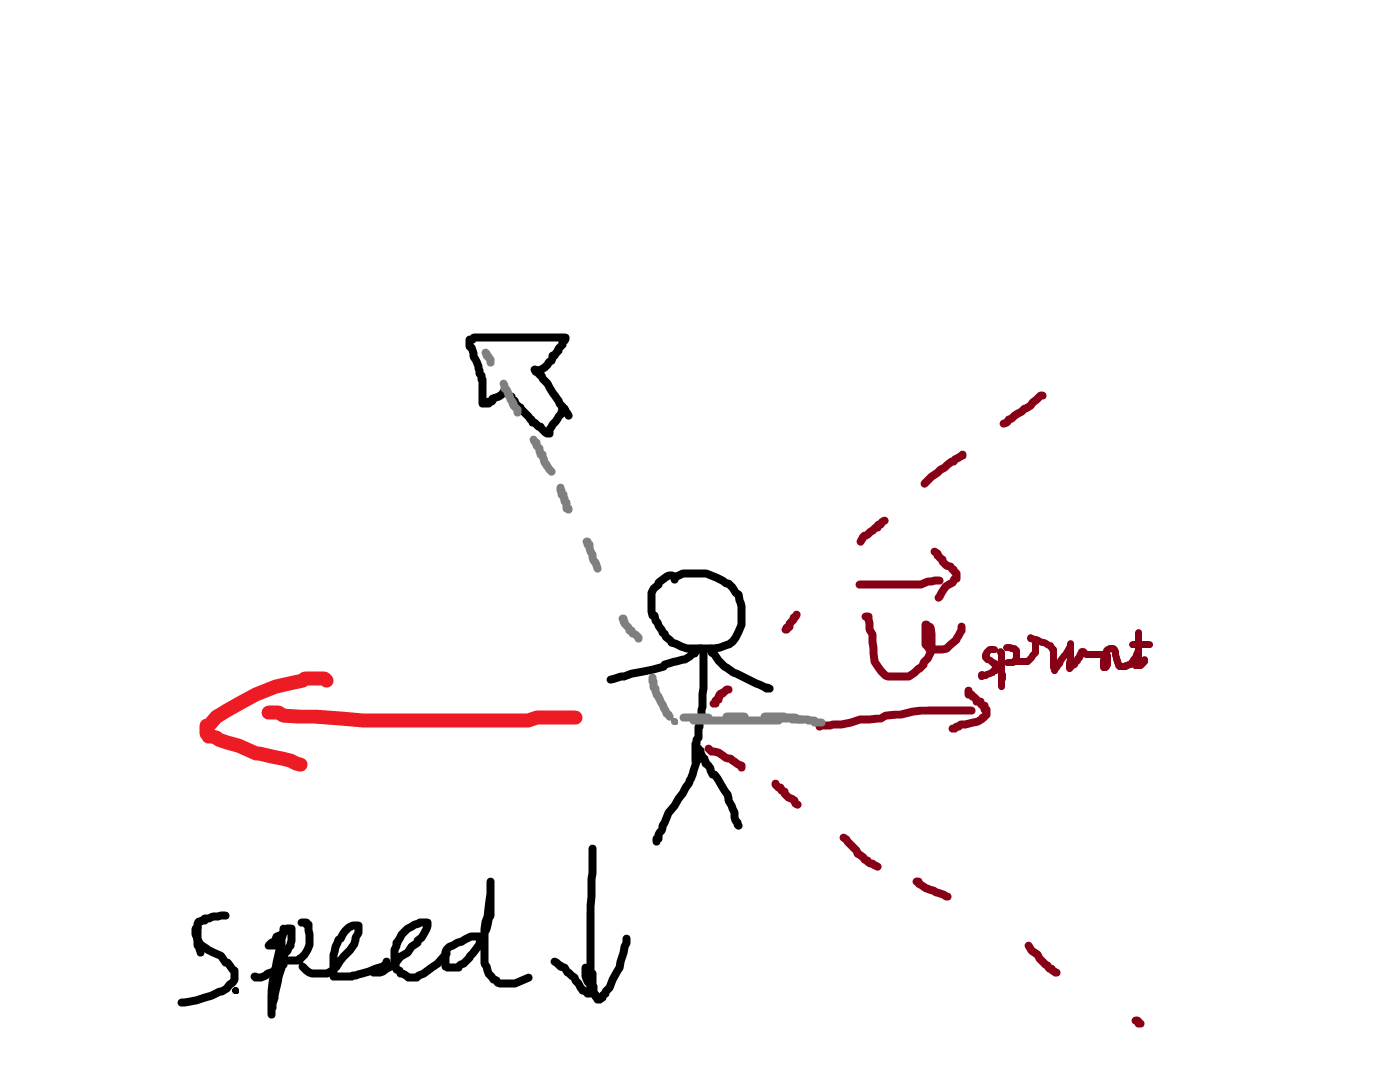 U sprint
speed ↓